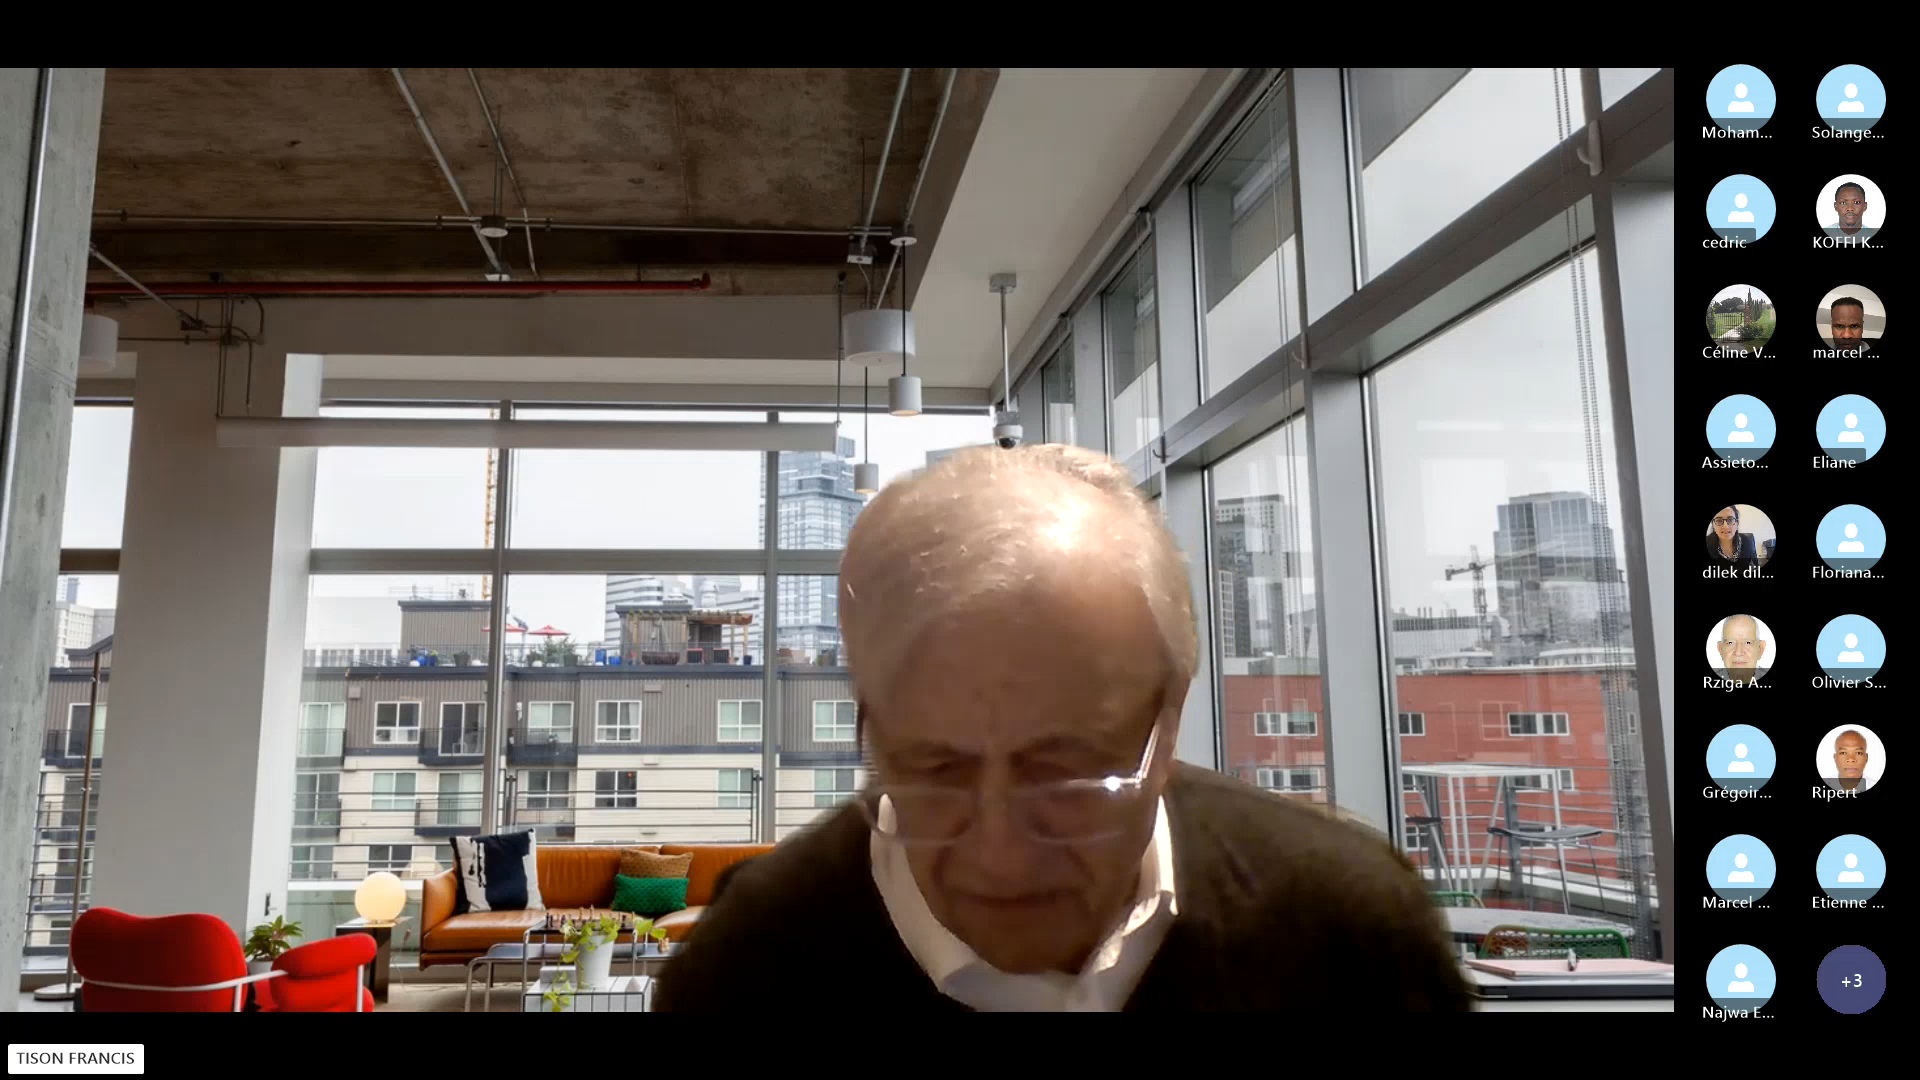 Moham...
Solange...
cedric
KOFFI K...
Céline V...
marcel ...
Assieto...
Eliane
dilek dil...
Floriana...
Rziga A...
Olivier S...
Grégoir...
Ripert
Marcel ...
Etienne ...
Najwa E...
+3
TISON FRANCIS